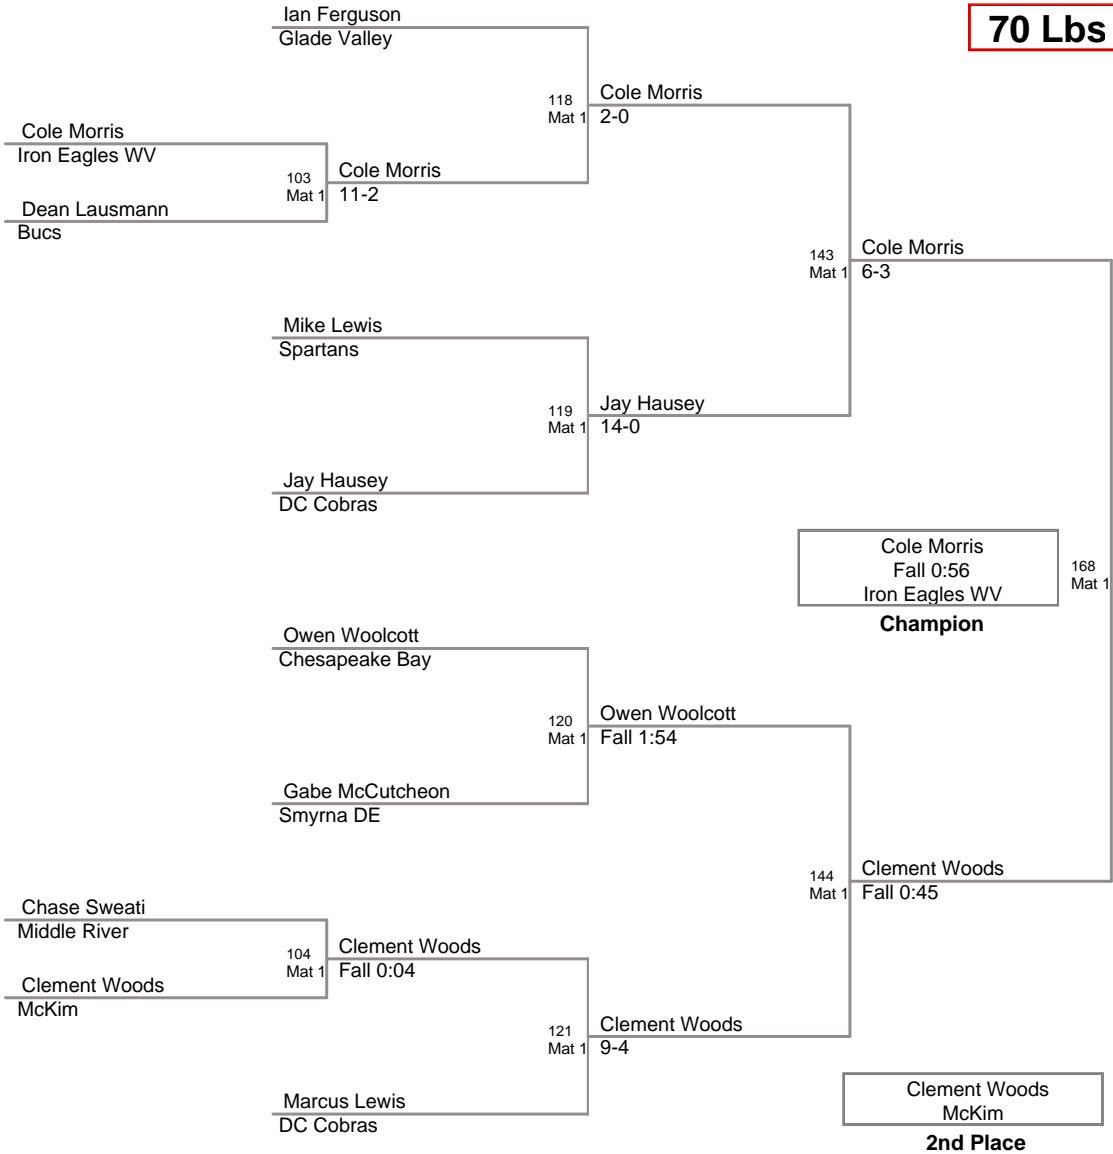 Ian Ferguson
Glade Valley
70 Lbs
118
Mat 1
Cole Morris
2-0
Cole Morris
Iron Eagles WV
103
Mat 1
Cole Morris
11-2
Dean Lausmann
Bucs
143
Mat 1
Cole Morris
6-3
Mike Lewis
Spartans
119
Mat 1
Jay Hausey
14-0
Jay Hausey
DC Cobras
Cole Morris
Fall 0:56
Iron Eagles WV
Champion
168
Mat 1
Owen Woolcott
Chesapeake Bay
120
Mat 1
Owen Woolcott
Fall 1:54
Gabe McCutcheon
Smyrna DE
144
Mat 1
Clement Woods
Fall 0:45
Chase Sweati
Middle River
104
Mat 1
Clement Woods
Fall 0:04
Clement Woods
McKim
121
Mat 1
Clement Woods
9-4
Marcus Lewis
DC Cobras
Clement Woods
McKim
2nd Place